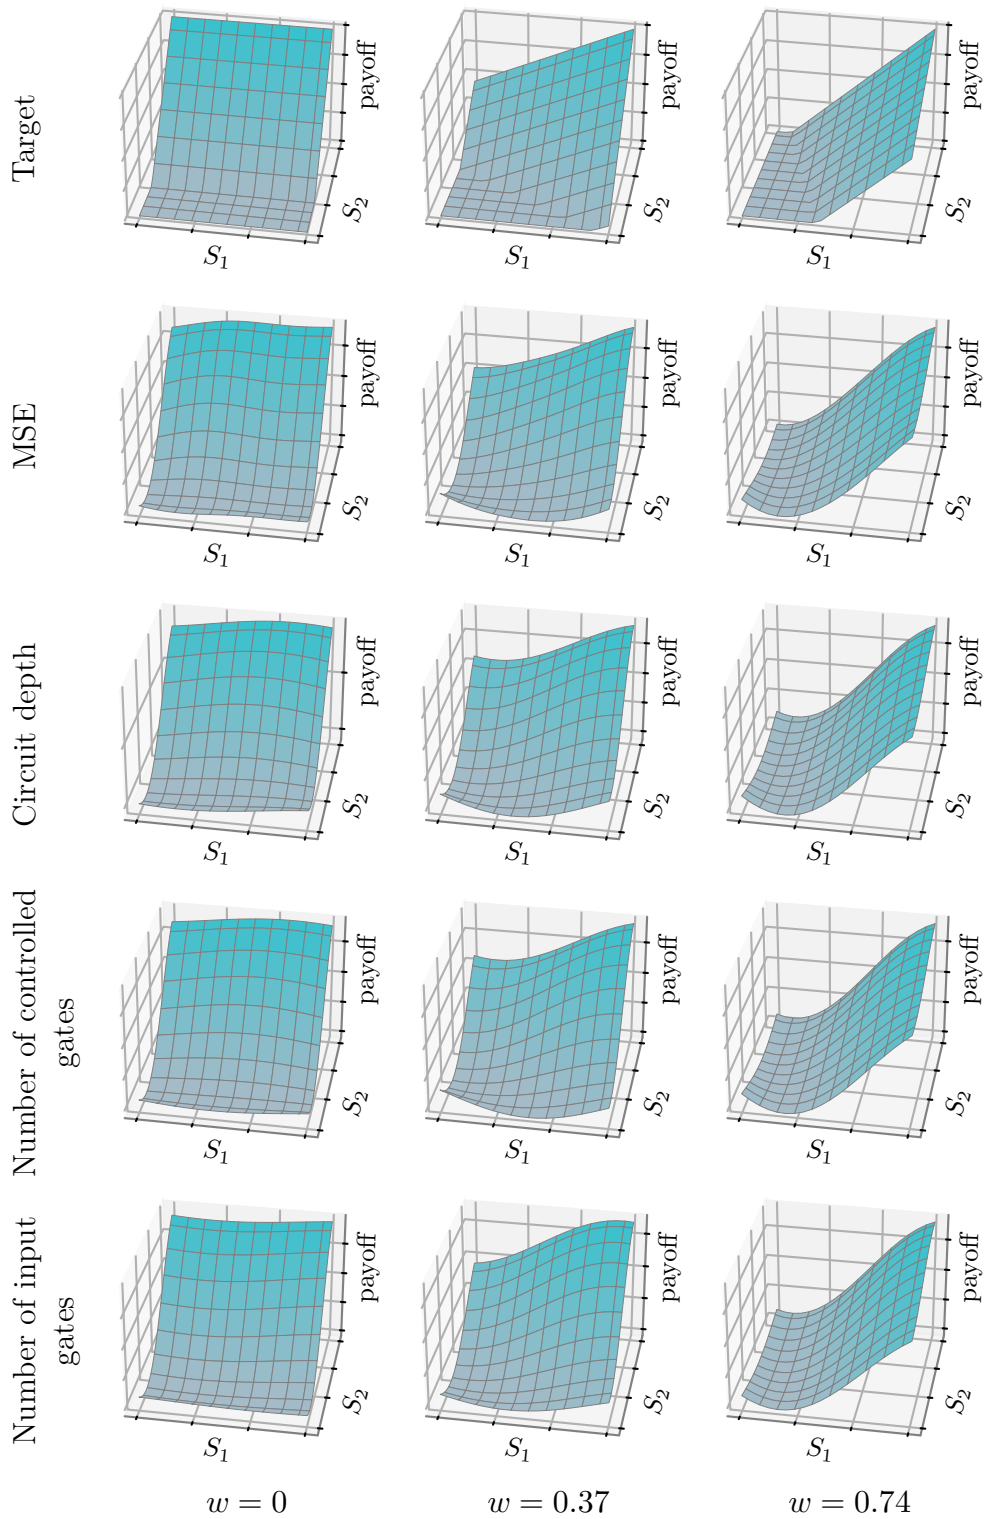 Target
payoff
S₂
S₁
payoff
S₂
S₁
payoff
S₂
S₁
MSE
payoff
S₂
S₁
payoff
S₂
S₁
payoff
S₂
S₁
Circuit depth
payoff
S₂
S₁
payoff
S₂
S₁
payoff
S₂
S₁
Number of controlled
gates
payoff
S₂
S₁
payoff
S₂
S₁
payoff
S₂
S₁
Number of input
gates
payoff
S₂
S₁
payoff
S₂
S₁
payoff
S₂
S₁
w = 0
w = 0.37
w = 0.74